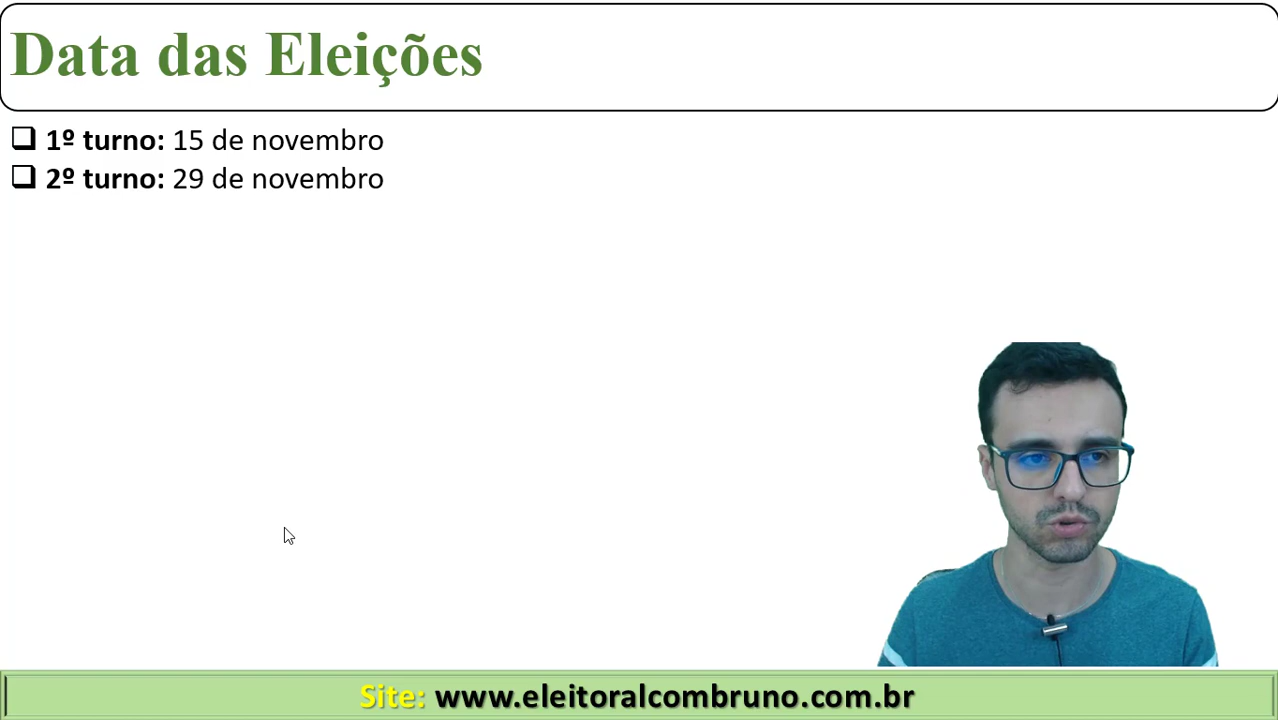 Data das Eleições
1º turno: 15 de novembro
2º turno: 29 de novembro
Site: www.eleitoralcombruno.com.br